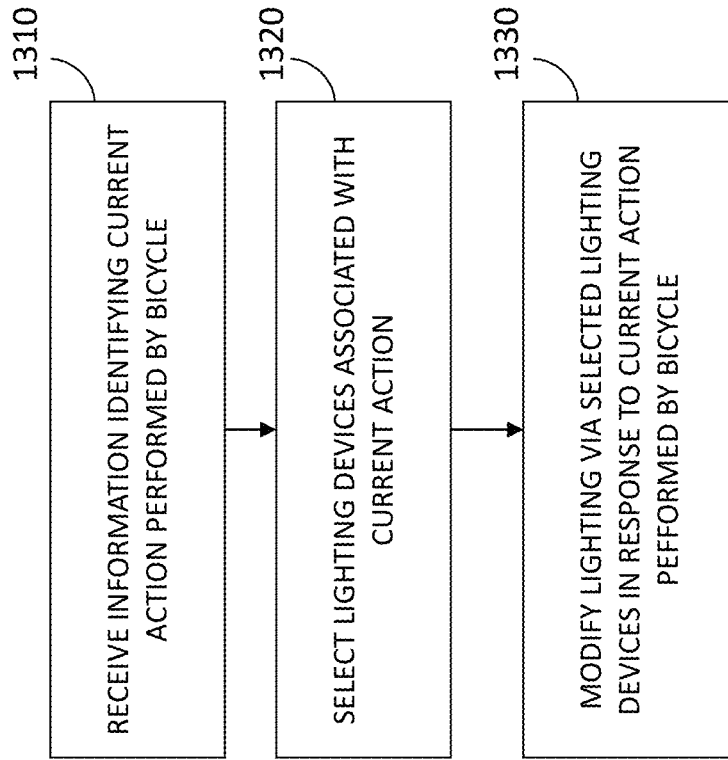 1310
RECEIVE INFORMATION IDENTIFYING CURRENT
ACTION PERFORMED BY BICYCLE
1320
SELECT LIGHTING DEVICES ASSOCIATED WITH
CURRENT ACTION
1330
MODIFY LIGHTING VIA SELECTED LIGHTING
DEVICES IN RESPONSE TO CURRENT ACTION
PEFFORMED BY BICYCLE